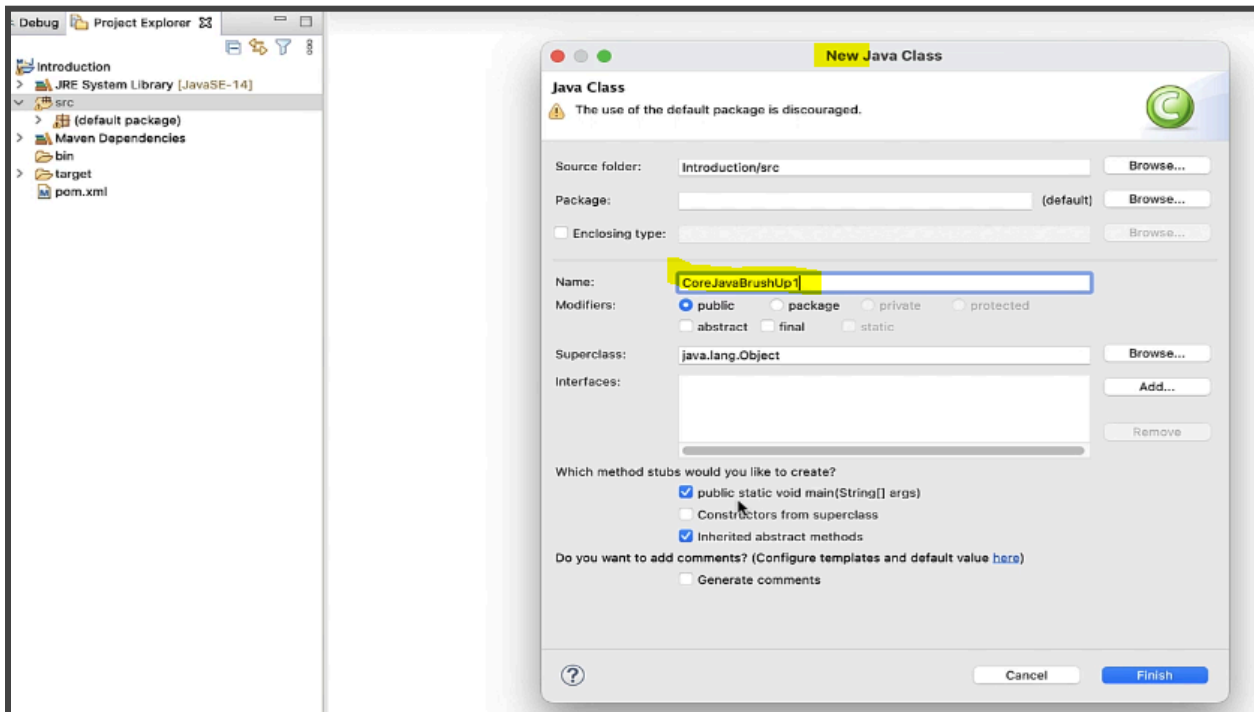 Debug Project Explorer
Introduction
JRE System Library [JavaSE-14]
src
(default package)
Maven Dependencies
bin
target
pom.xml
New Java Class
Java Class
The use of the default package is discouraged.
Source folder: Introduction/src Browse...
Package: (default) Browse...
Enclosing type: Browse...
Name: CoreJavaBrushUp1
Modifiers: public package private protected
abstract final static
Superclass: java.lang.Object Browse...
Interfaces: Add...
Remove
Which method stubs would you like to create?
public static void main(String[] args)
Constructors from superclass
Inherited abstract methods
Do you want to add comments? (Configure templates and default value here)
Generate comments
? Cancel Finish